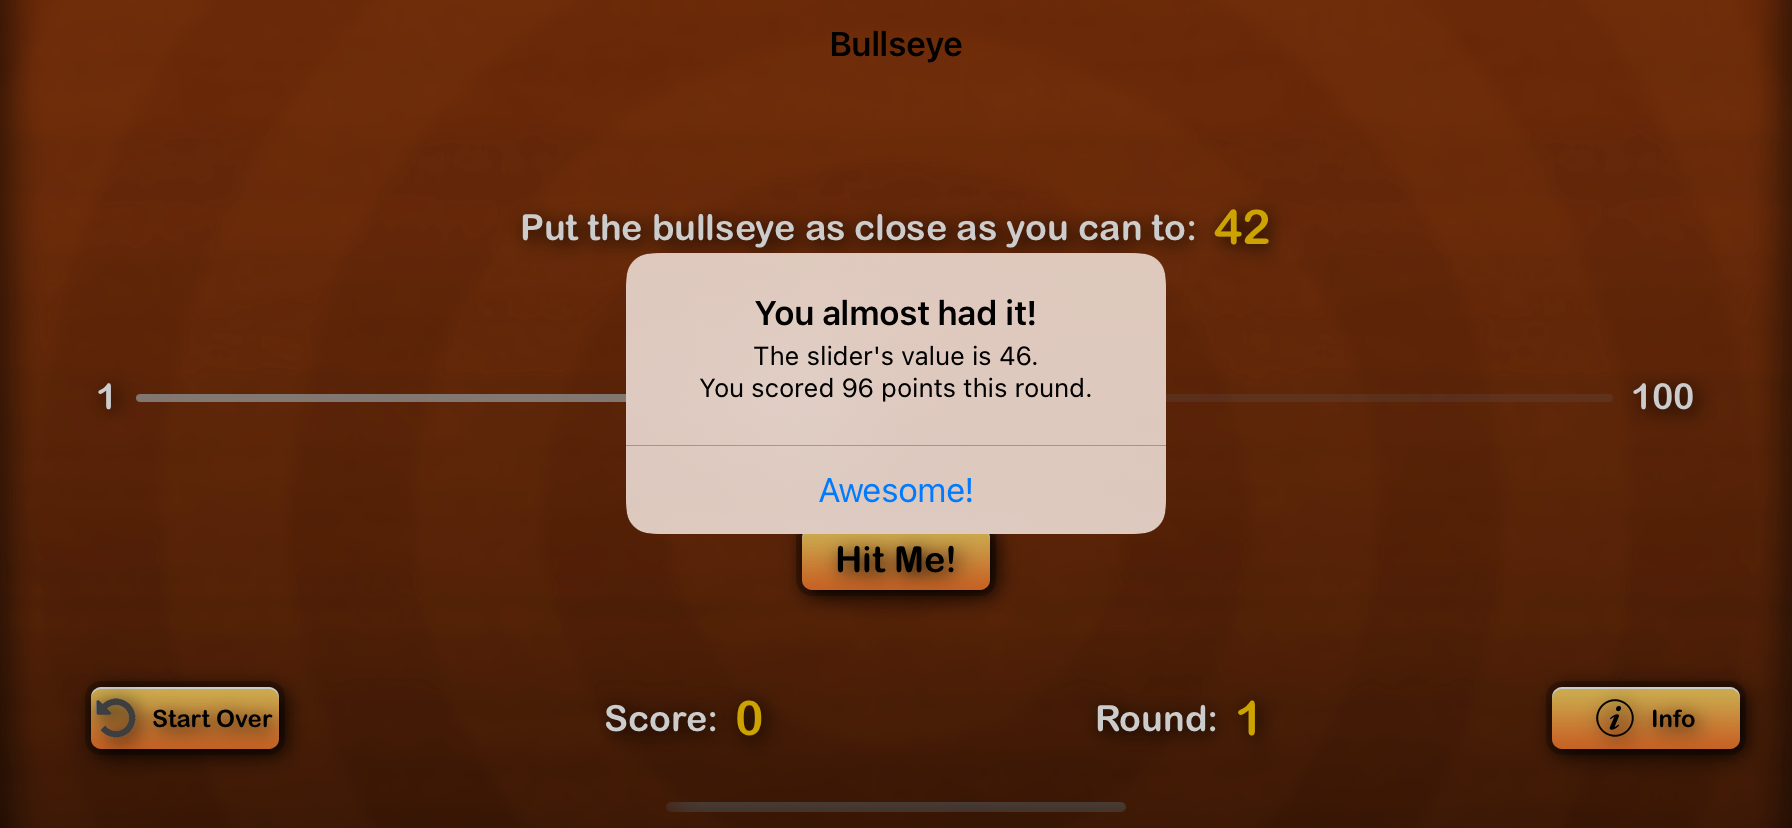 Bullseye
Put the bullseye as close as you can to: 42
You almost had it!
The slider's value is 46.
You scored 96 points this round.
1
100
Awesome!
Hit Me!
Start Over
Score: 0
Round: 1
Info